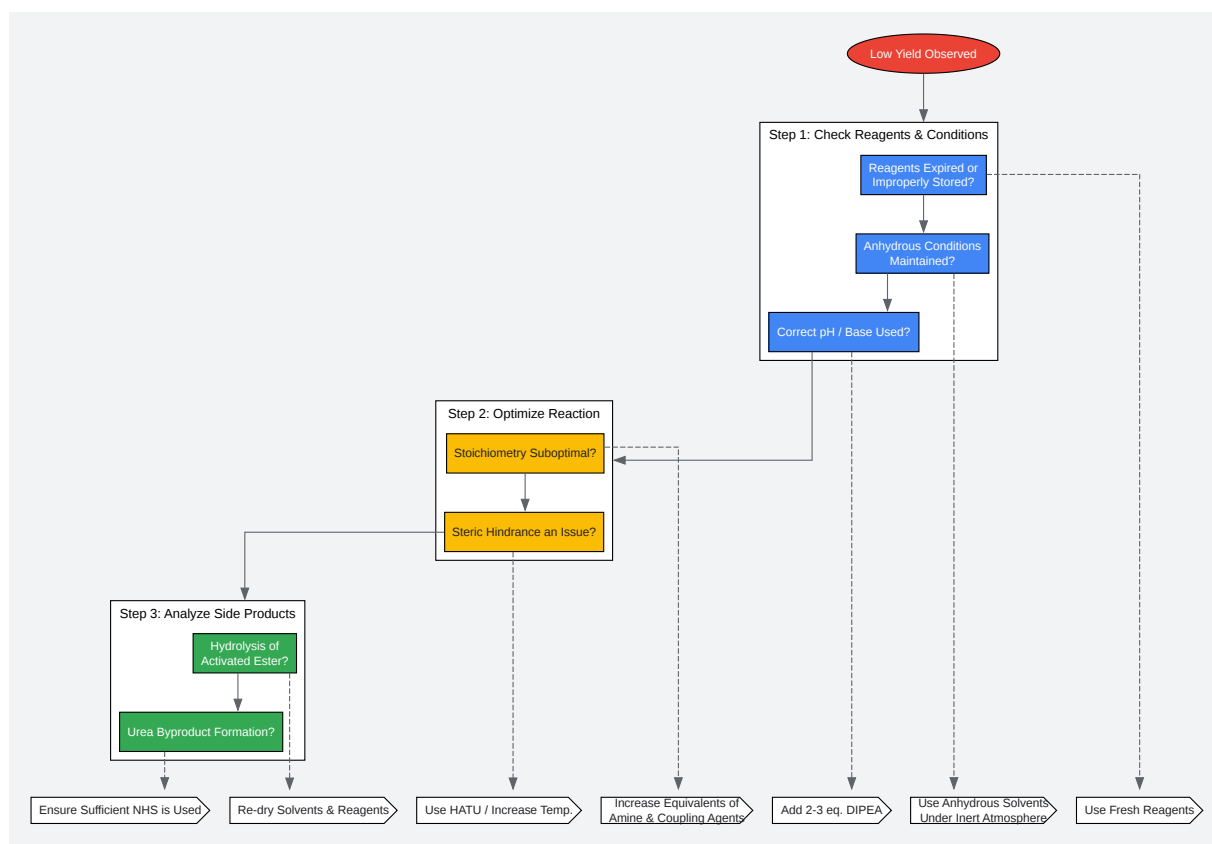 Low Yield Observed
Step 1: Check Reagents & Conditions
Reagents Expired or
Improperly Stored?
Anhydrous Conditions
Maintained?
Correct pH / Base Used?
Step 2: Optimize Reaction
Stoichiometry Suboptimal?
Steric Hindrance an Issue?
Step 3: Analyze Side Products
Hydrolysis of
Activated Ester?
Urea Byproduct Formation?
Ensure Sufficient NHS is Used
Re-dry Solvents & Reagents
Use HATU / Increase Temp.
Increase Equivalents of
Amine & Coupling Agents
Add 2-3 eq. DIPEA
Use Anhydrous Solvents
Under Inert Atmosphere
Use Fresh Reagents